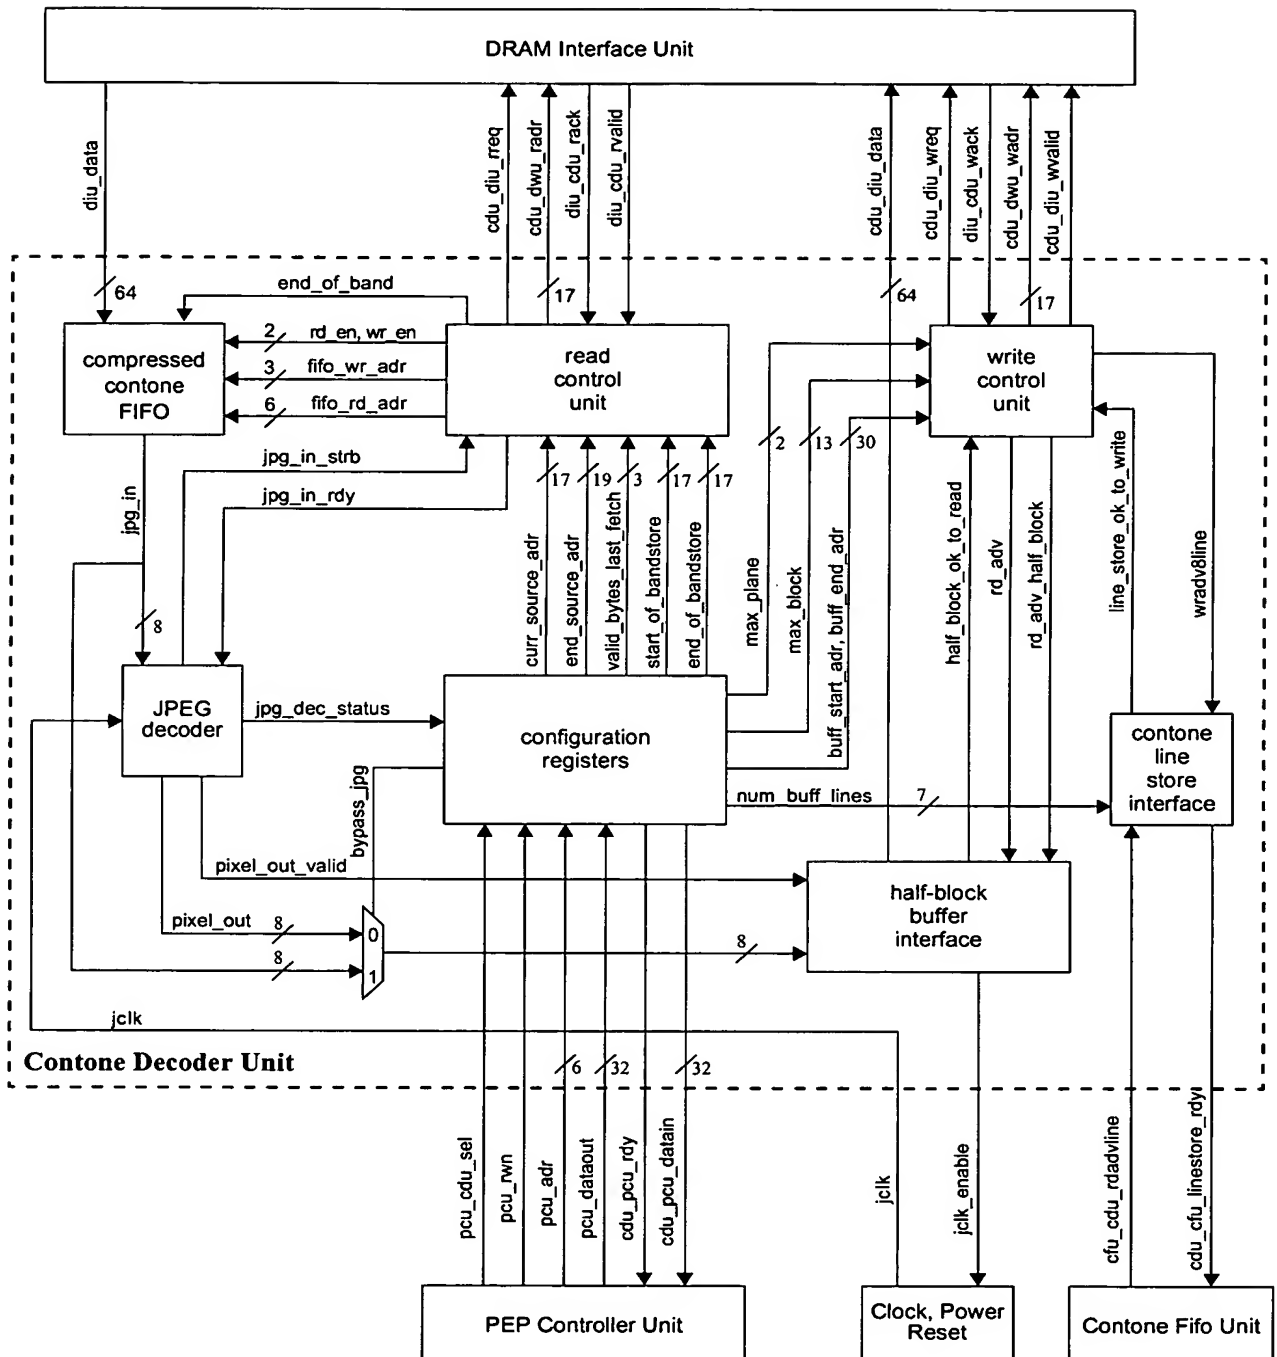 DRAM Interface Unit
diu_data
cdu_diu_rreq
cdu_dwu_radr
diu_cdu_rack
diu_cdu_rvalid
cdu_diu_data
cdu_diu_wreq
diu_cdu_wack
cdu_dwu_wadr
cdu_diu_wvalid
64
end_of_band
17
64
17
compressed
contone
FIFO
2
rd_en, wr_en
3
fifo_wr_adr
6
fifo_rd_adr
read
control
unit
write
control
unit
jpg_in_strb
jpg_in_rdy
jpg_in
8
17
19
3
17
17
2
13
30
curr_source_adr
end_source_adr
valid_bytes_last_fetch
start_of_bandstore
end_of_bandstore
max_plane
max_block
buff_start_adr, buff_end_adr
half_block_ok_to_read
rd_adv
rd_adv_half_block
line_store_ok_to_write
wradv8line
JPEG
decoder
jpg_dec_status
configuration
registers
contone
line
store
interface
bypass_jpg
num_buff_lines
7
pixel_out_valid
pixel_out
8
8
0
1
8
half-block
buffer
interface
jclk
Contone Decoder Unit
6
32
32
pcu_cdu_sel
pcu_rwn
pcu_adr
pcu_dataout
cdu_pcu_rdy
cdu_pcu_datain
jclk
jclk_enable
cfu_cdu_rdadvline
cdu_cfu_linestore_rdy
PEP Controller Unit
Clock, Power
Reset
Contone Fifo Unit